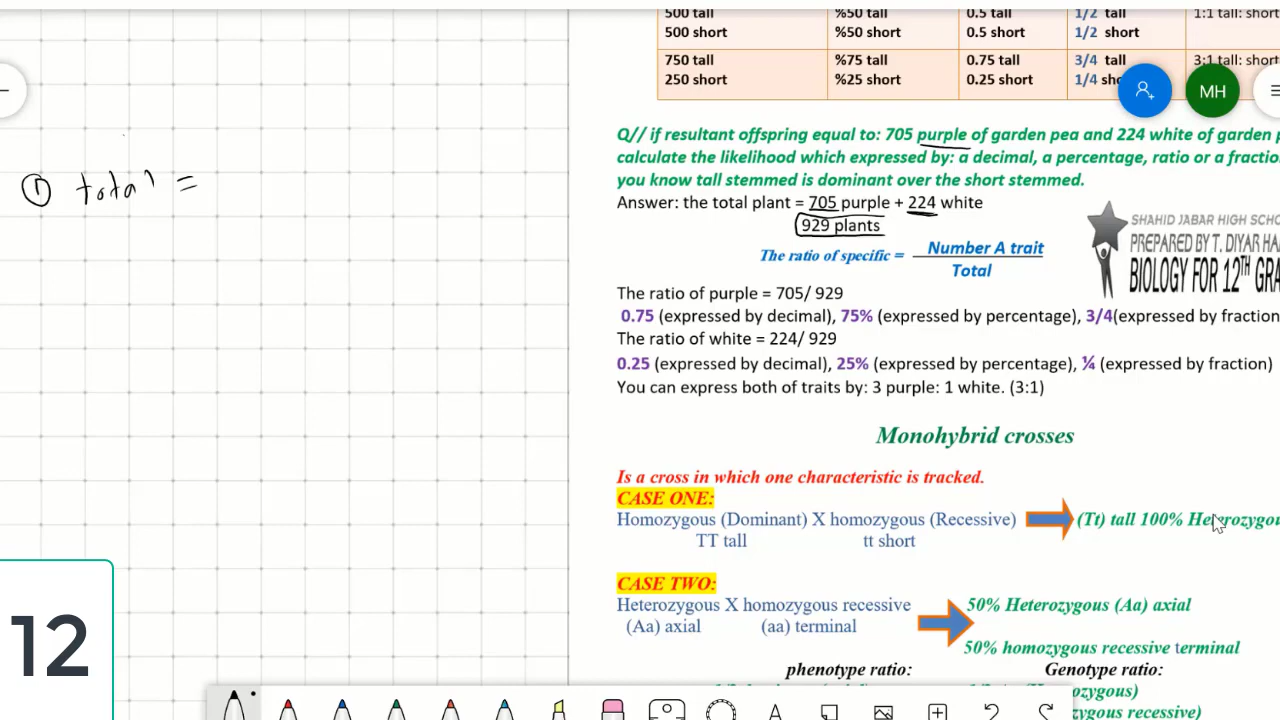 ① total =
500 tall %50 tall 0.5 tall 1/2 tall 1:1 tall: short
500 short %50 short 0.5 short 1/2 short
750 tall %75 tall 0.75 tall 3/4 tall 3:1 tall: short
250 short %25 short 0.25 short 1/4 sho
MH
Q// if resultant offspring equal to: 705 purple of garden pea and 224 white of garden p
calculate the likelihood which expressed by: a decimal, a percentage, ratio or a fractio
you know tall stemmed is dominant over the short stemmed.
Answer: the total plant = 705 purple + 224 white
929 plants
SHAHID JABAR HIGH SCHO
PREPARED BY T. DIYAR HA
BIOLOGY FOR 12TH GRA
The ratio of specific = Number A trait
Total
The ratio of purple = 705/ 929
0.75 (expressed by decimal), 75% (expressed by percentage), 3/4(expressed by fraction
The ratio of white = 224/ 929
0.25 (expressed by decimal), 25% (expressed by percentage), ¼ (expressed by fraction)
You can express both of traits by: 3 purple: 1 white. (3:1)
Monohybrid crosses
Is a cross in which one characteristic is tracked.
CASE ONE:
Homozygous (Dominant) X homozygous (Recessive) (Tt) tall 100% Heterozygou
TT tall tt short
CASE TWO:
Heterozygous X homozygous recessive 50% Heterozygous (Aa) axial
(Aa) axial (aa) terminal
50% homozygous recessive terminal
phenotype ratio: Genotype ratio:
ozygous)
zygous recessive)
12